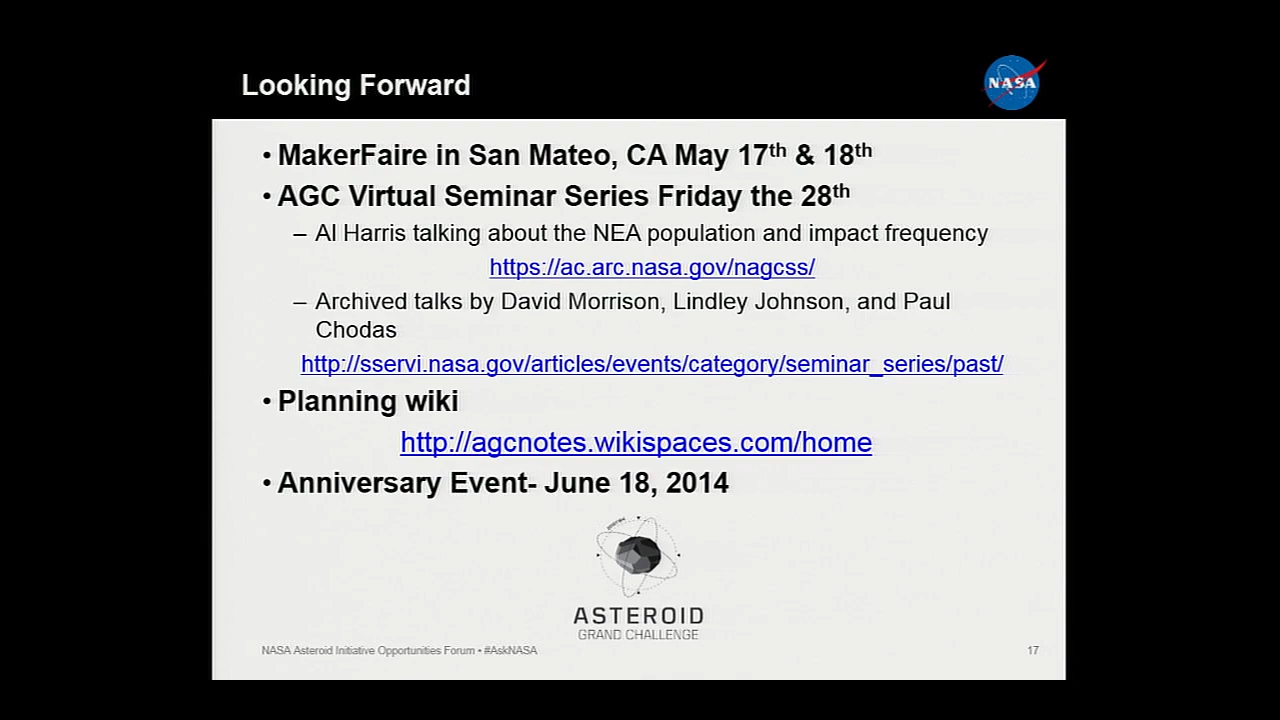 Looking Forward
NASA
• MakerFaire in San Mateo, CA May 17th & 18th
• AGC Virtual Seminar Series Friday the 28th
– Al Harris talking about the NEA population and impact frequency
https://ac.arc.nasa.gov/nagcss/
– Archived talks by David Morrison, Lindley Johnson, and Paul
Chodas
http://sservi.nasa.gov/articles/events/category/seminar_series/past/
• Planning wiki
http://agcnotes.wikispaces.com/home
• Anniversary Event- June 18, 2014
ASTEROID
GRAND CHALLENGE
NASA Asteroid Initiative Opportunities Forum • #AskNASA
17